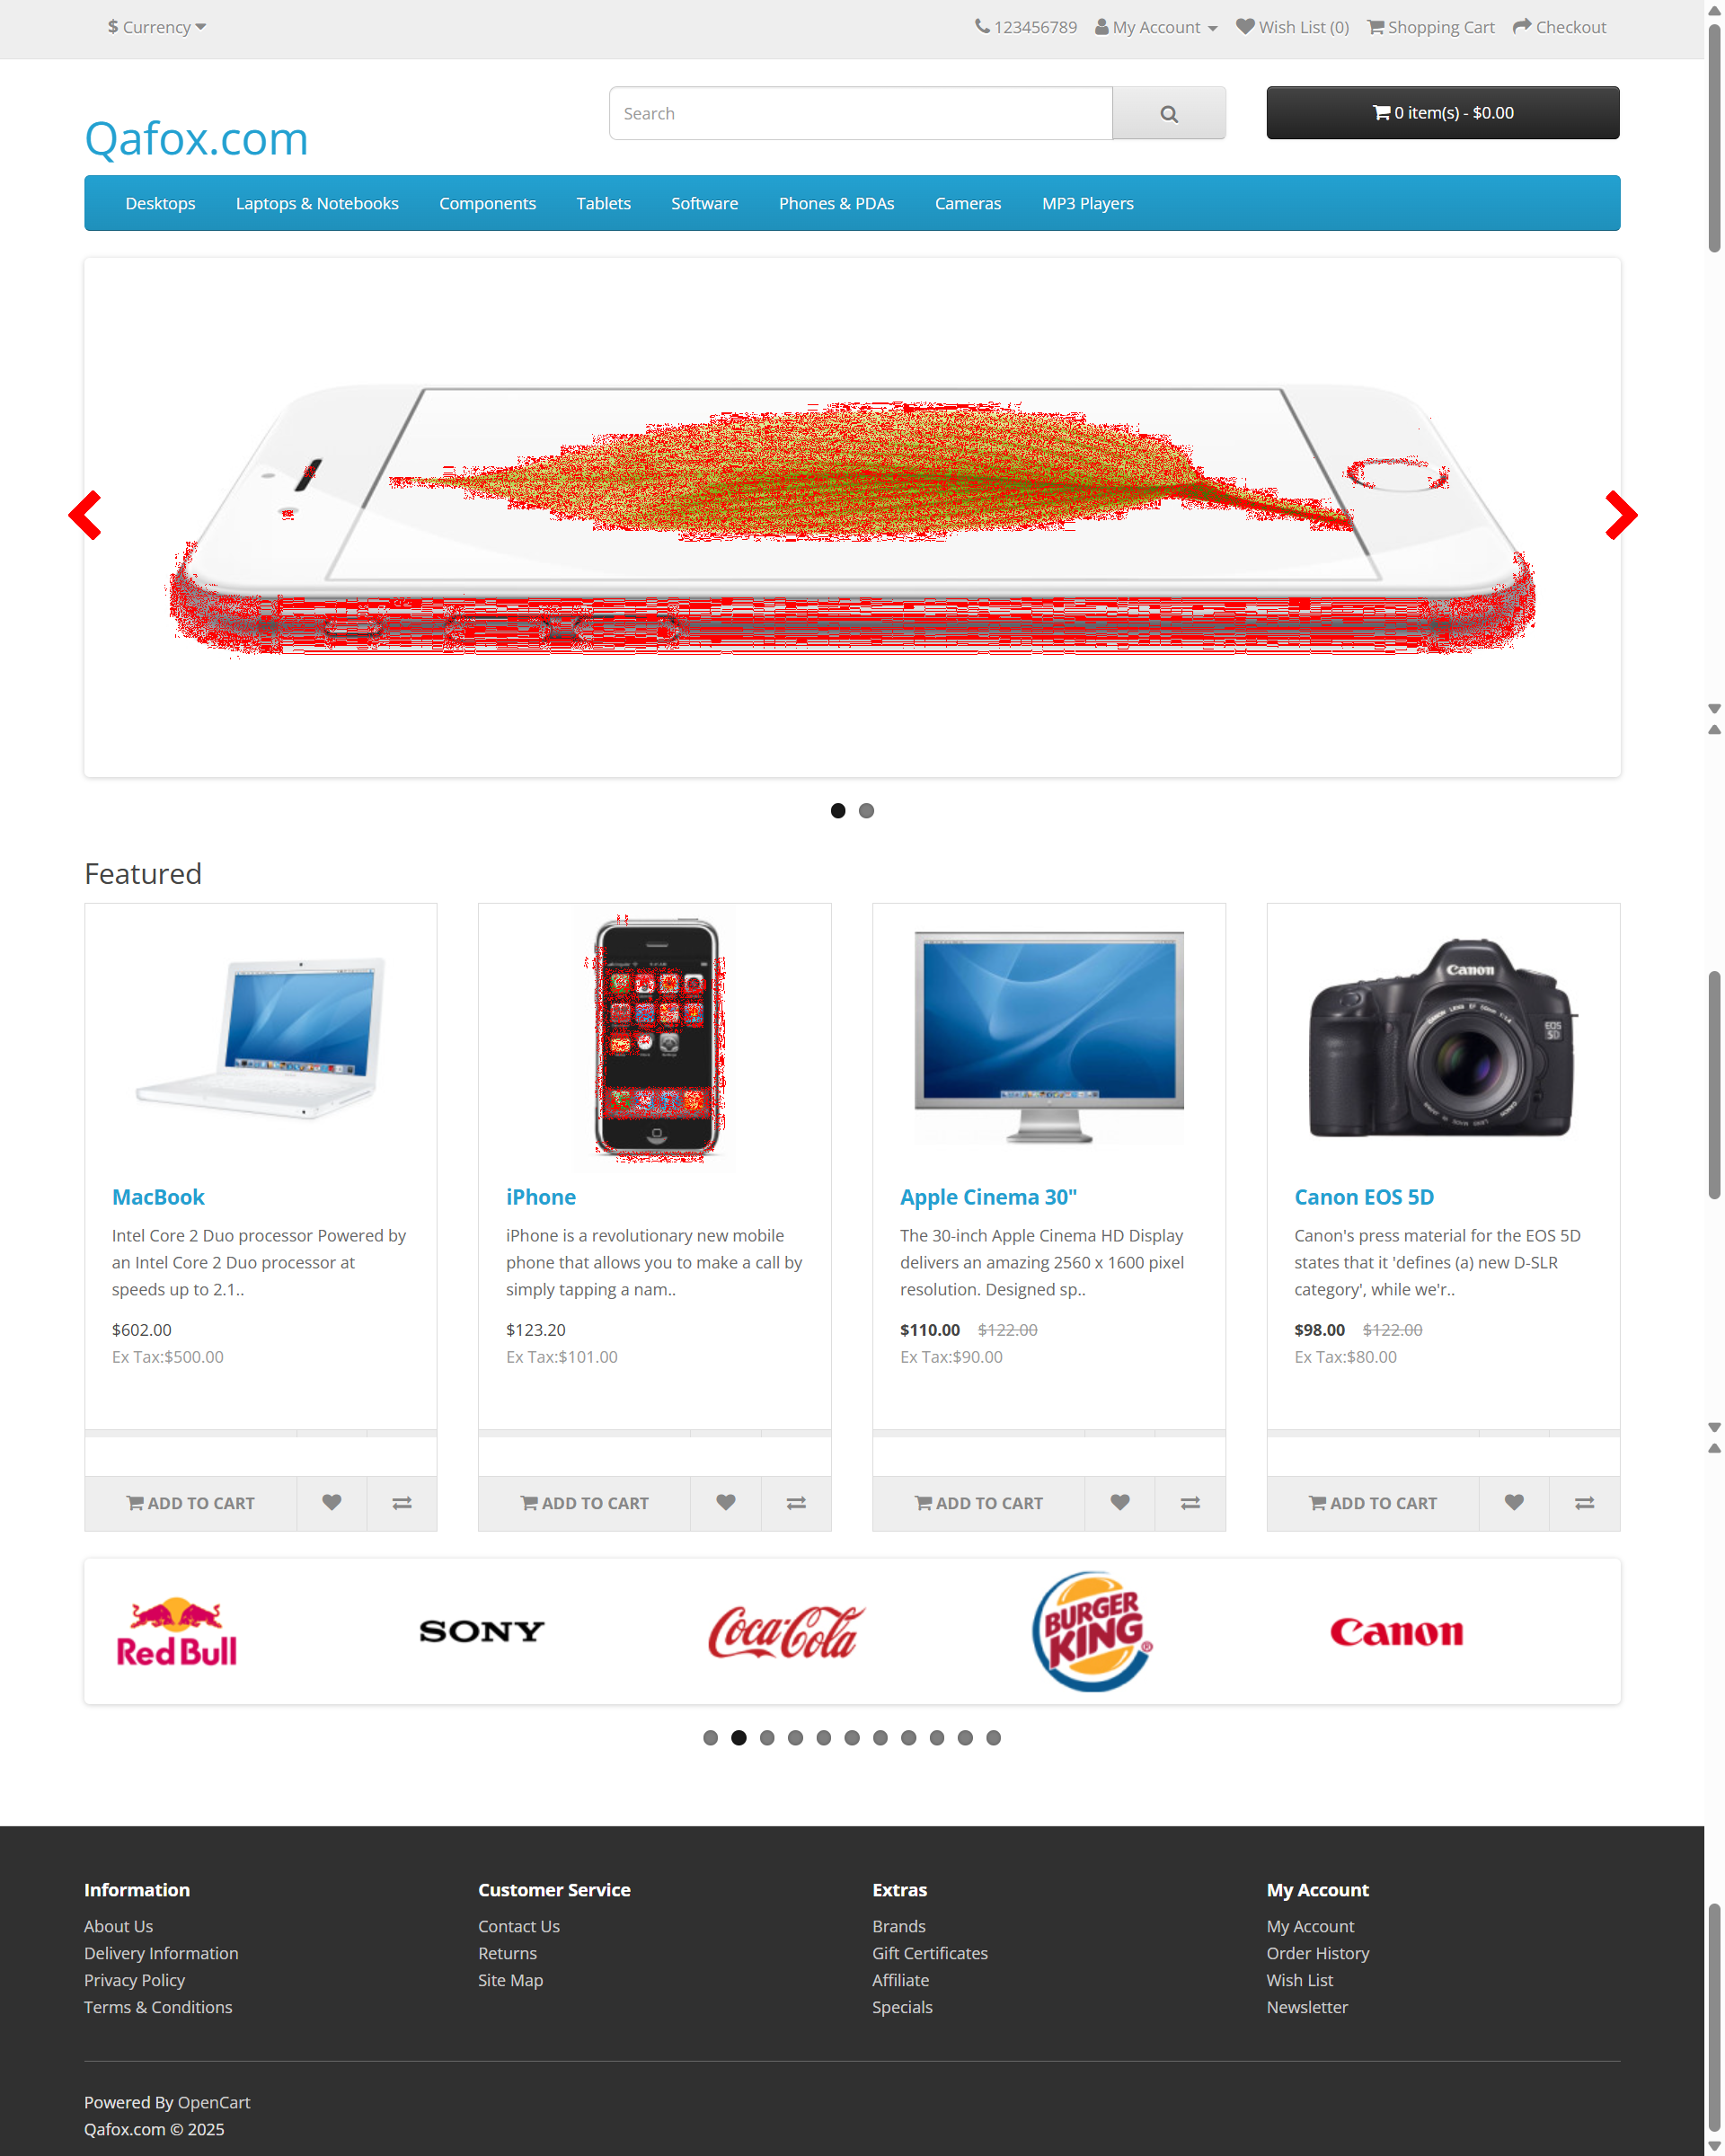 $ Currency
123456789 My Account Wish List (0) Shopping Cart Checkout
Search
0 item(s) - $0.00
Qafox.com
Desktops Laptops & Notebooks Components Tablets Software Phones & PDAs Cameras MP3 Players
Featured
Canon
EOS
5D
MacBook
Intel Core 2 Duo processor Powered by
an Intel Core 2 Duo processor at
speeds up to 2.1..
$602.00
Ex Tax:$500.00
ADD TO CART
iPhone
iPhone is a revolutionary new mobile
phone that allows you to make a call by
simply tapping a nam..
$123.20
Ex Tax:$101.00
ADD TO CART
Apple Cinema 30"
The 30-inch Apple Cinema HD Display
delivers an amazing 2560 x 1600 pixel
resolution. Designed sp..
$110.00 $122.00
Ex Tax:$90.00
ADD TO CART
Canon EOS 5D
Canon's press material for the EOS 5D
states that it 'defines (a) new D-SLR
category', while we'r..
$98.00 $122.00
Ex Tax:$80.00
ADD TO CART
Red Bull
SONY
Coca-Cola
BURGER
KING®
Canon
Information
About Us
Delivery Information
Privacy Policy
Terms & Conditions
Customer Service
Contact Us
Returns
Site Map
Extras
Brands
Gift Certificates
Affiliate
Specials
My Account
My Account
Order History
Wish List
Newsletter
Powered By OpenCart
Qafox.com © 2025